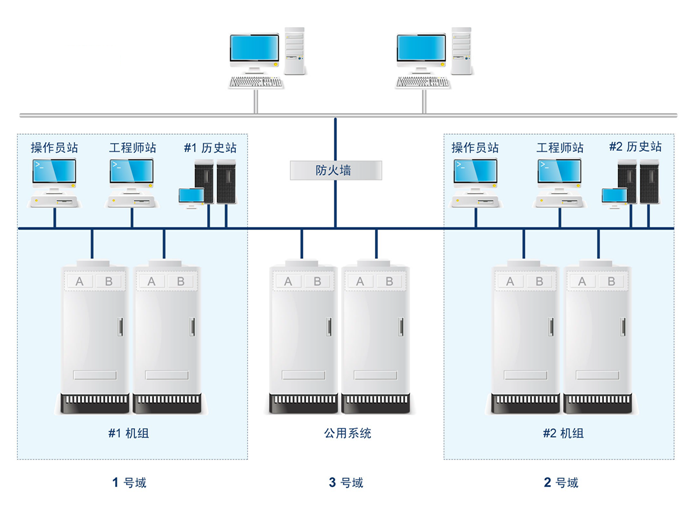 操作员站 工程师站 #1 历史站
防火墙
操作员站 工程师站 #2 历史站
A B A B A B A B A B A B
#1 机组 公用系统 #2 机组
1 号域 3 号域 2 号域